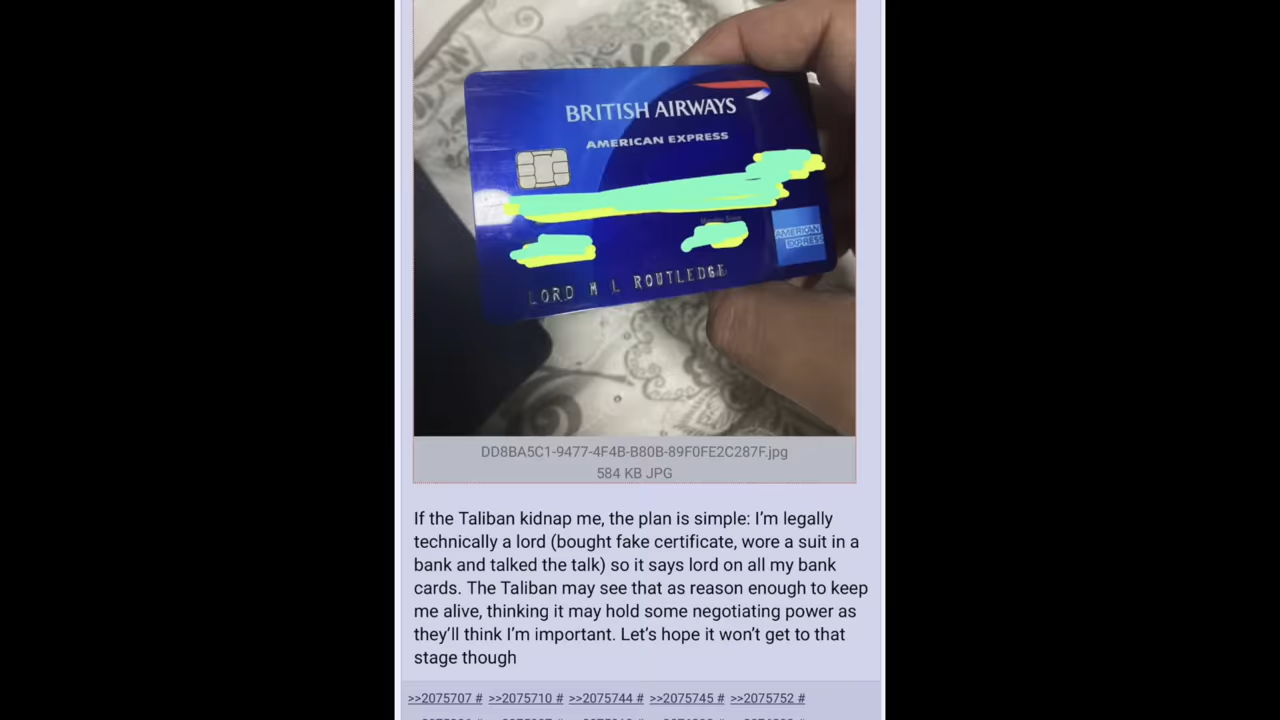 BRITISH AIRWAYS
AMERICAN EXPRESS
AMERICAN
EXPRESS
LORD M L ROUTLEDGE
DD8BA5C1-9477-4F4B-B80B-89F0FE2C287F.jpg
584 KB JPG
If the Taliban kidnap me, the plan is simple: I’m legally
technically a lord (bought fake certificate, wore a suit in a
bank and talked the talk) so it says lord on all my bank
cards. The Taliban may see that as reason enough to keep
me alive, thinking it may hold some negotiating power as
they’ll think I’m important. Let’s hope it won’t get to that
stage though
>>2075707 # >>2075710 # >>2075744 # >>2075745 # >>2075752 #